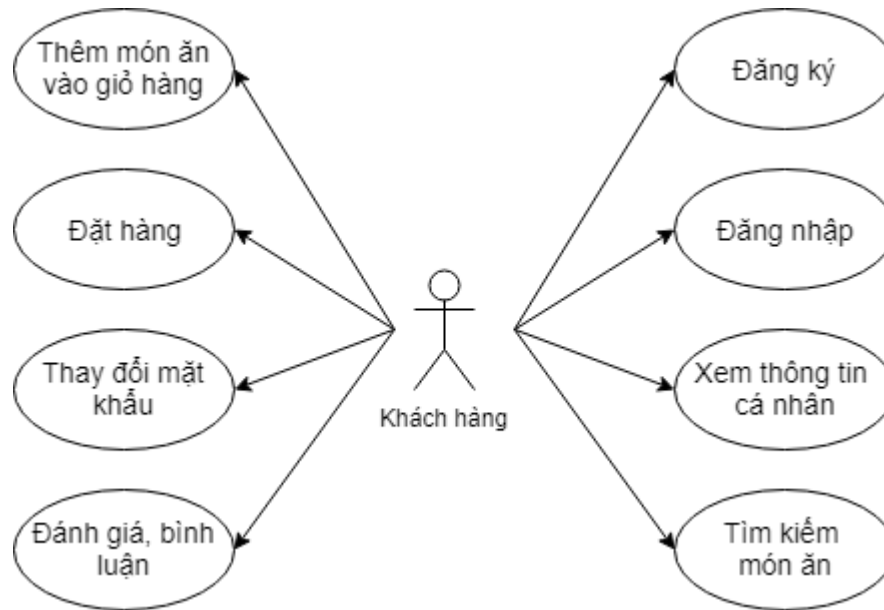 Thêm món ăn
vào giỏ hàng
Đặt hàng
Thay đổi mặt
khẩu
Đánh giá, bình
luận
Khách hàng
Đăng ký
Đăng nhập
Xem thông tin
cá nhân
Tìm kiếm
món ăn